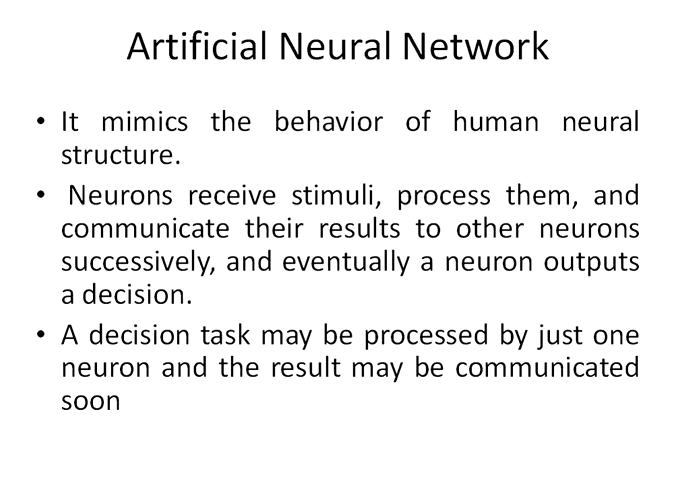 Artificial Neural Network
• It mimics the behavior of human neural
structure.
• Neurons receive stimuli, process them, and
communicate their results to other neurons
successively, and eventually a neuron outputs
a decision.
• A decision task may be processed by just one
neuron and the result may be communicated
soon